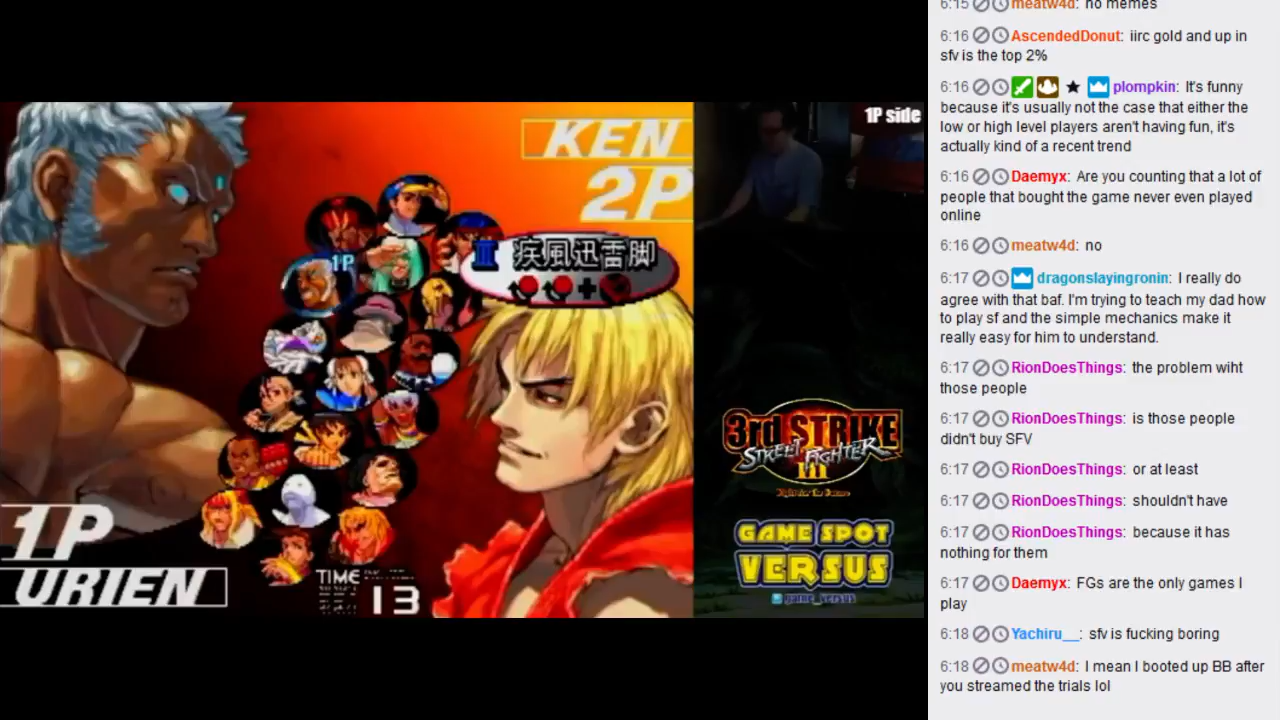 KEN
2P
1P
III 疾風迅雷脚
+
1P
URIEN
TIME
13
1P side
3rd STRIKE
STREET FIGHTER
III
Fight for the Future
GAME SPOT
VERSUS
game_versus
6:15 meatw4d: no memes
6:16 AscendedDonut: iirc gold and up in
sfv is the top 2%
6:16 plompkin: It's funny
because it's usually not the case that either the
low or high level players aren't having fun, it's
actually kind of a recent trend
6:16 Daemyx: Are you counting that a lot of
people that bought the game never even played
online
6:16 meatw4d: no
6:17 dragonslayingronin: I really do
agree with that baf. I'm trying to teach my dad how
to play sf and the simple mechanics make it
really easy for him to understand.
6:17 RionDoesThings: the problem wiht
those people
6:17 RionDoesThings: is those people
didn't buy SFV
6:17 RionDoesThings: or at least
6:17 RionDoesThings: shouldn't have
6:17 RionDoesThings: because it has
nothing for them
6:17 Daemyx: FGs are the only games I
play
6:18 Yachiru__: sfv is fucking boring
6:18 meatw4d: I mean I booted up BB after
you streamed the trials lol